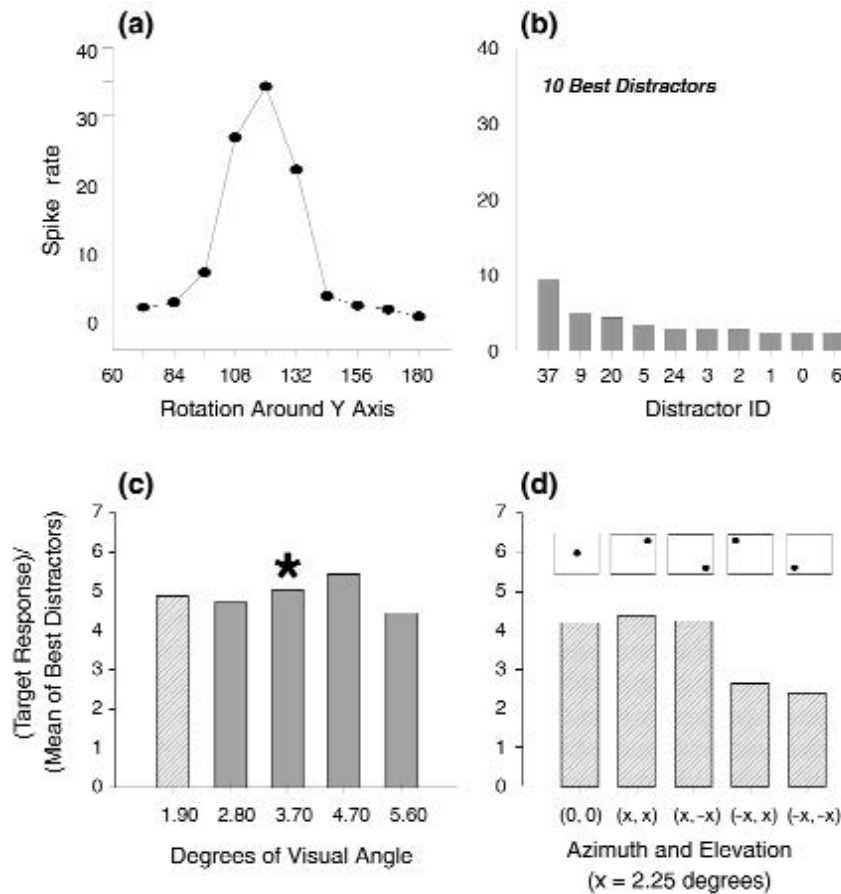 (a)
40
30
20
10
0
Spike rate
60 84 108 132 156 180
Rotation Around Y Axis
(b)
40
30
20
10
0
10 Best Distractors
37 9 20 5 24 3 2 1 0 6
Distractor ID
(c)
7
6
5
4
3
2
1
0
(Target Response)/
(Mean of Best Distractors)
*
1.90 2.80 3.70 4.70 5.60
Degrees of Visual Angle
(d)
7
6
5
4
3
2
1
0
(0, 0) (x, x) (x, -x) (-x, x) (-x, -x)
Azimuth and Elevation
(x = 2.25 degrees)